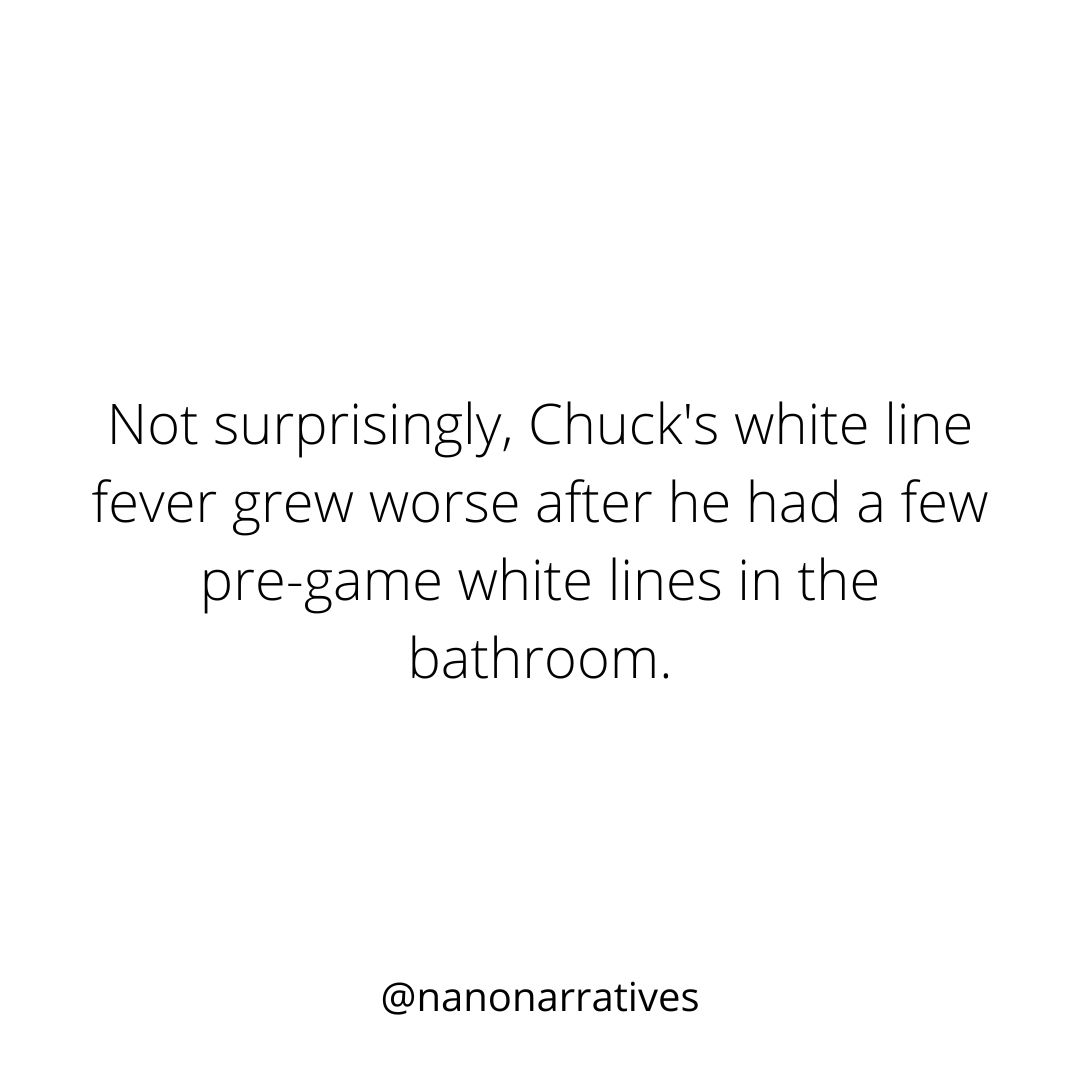 Not surprisingly, Chuck's white line
fever grew worse after he had a few
pre-game white lines in the
bathroom.
@nanonarratives